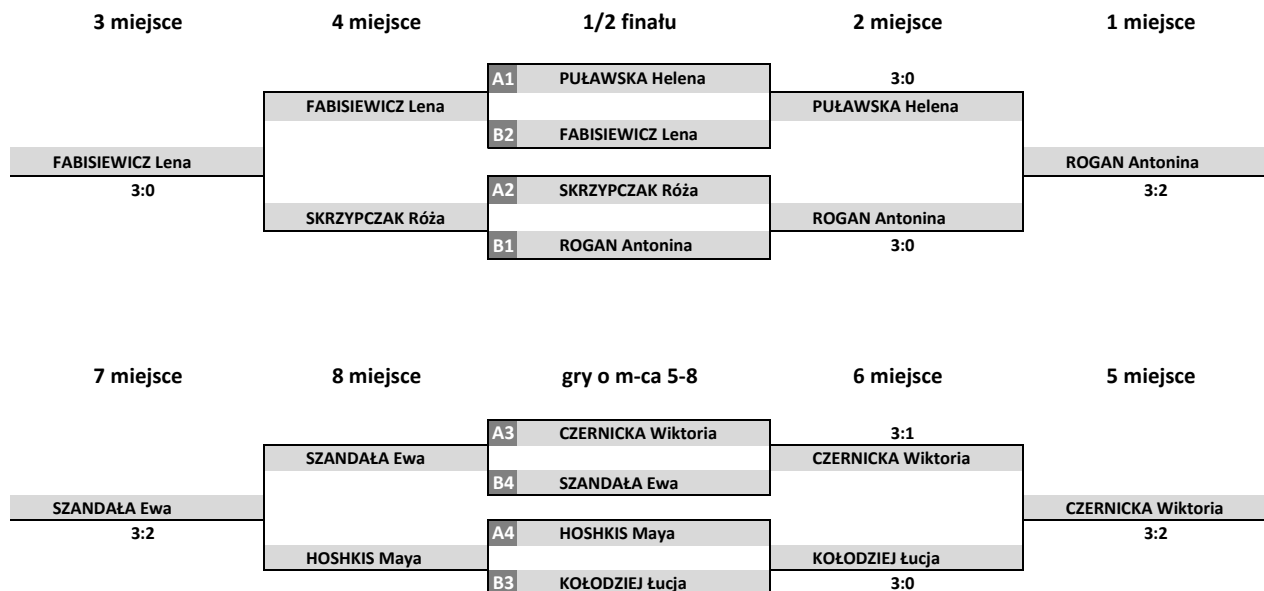 3 miejsce 4 miejsce 1/2 finału 2 miejsce 1 miejsce
A1 PUŁAWSKA Helena 3:0
FABISIEWICZ Lena PUŁAWSKA Helena
B2 FABISIEWICZ Lena
FABISIEWICZ Lena ROGAN Antonina
3:0 A2 SKRZYPCZAK Róża 3:2
SKRZYPCZAK Róża ROGAN Antonina
B1 ROGAN Antonina 3:0
7 miejsce 8 miejsce gry o m-ca 5-8 6 miejsce 5 miejsce
A3 CZERNICKA Wiktoria 3:1
SZANDAŁA Ewa CZERNICKA Wiktoria
B4 SZANDAŁA Ewa
SZANDAŁA Ewa CZERNICKA Wiktoria
3:2 A4 HOSHKIS Maya 3:2
HOSHKIS Maya KOŁODZIEJ Łucja
B3 KOŁODZIEJ Łucja 3:0